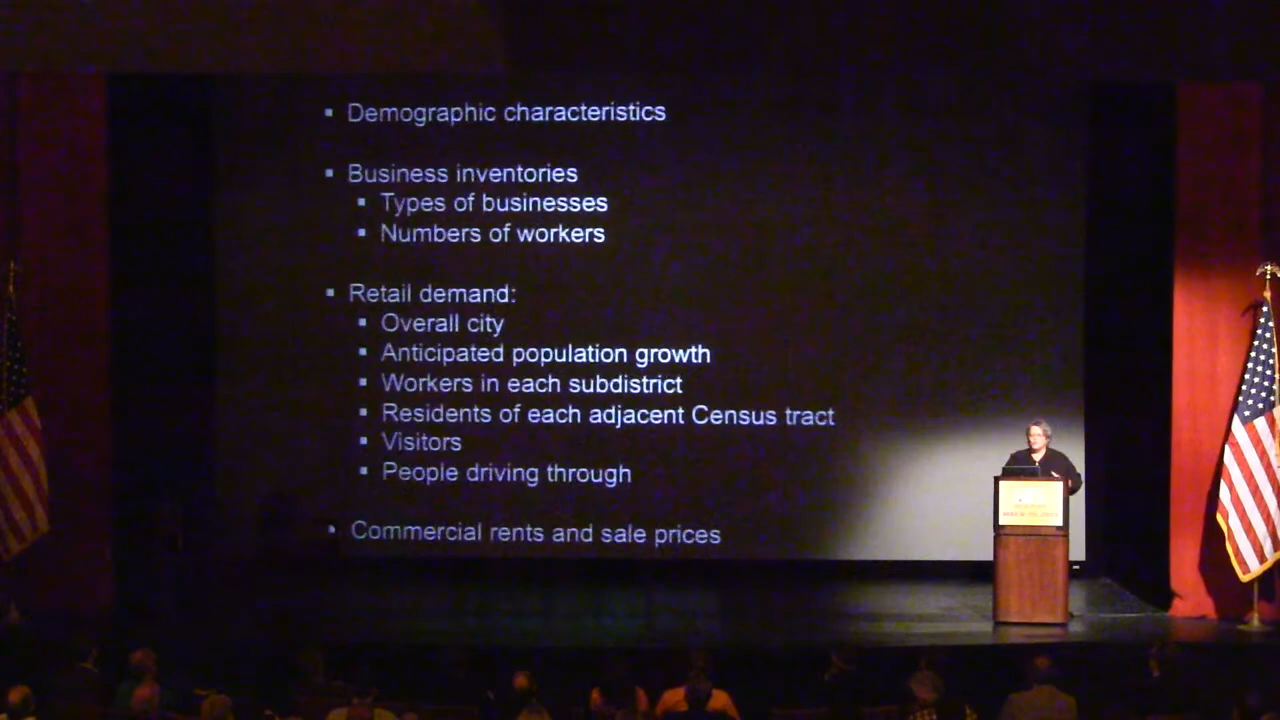 ▪ Demographic characteristics
▪ Business inventories
▪ Types of businesses
▪ Numbers of workers
▪ Retail demand:
▪ Overall city
▪ Anticipated population growth
▪ Workers in each subdistrict
▪ Residents of each adjacent Census tract
▪ Visitors
▪ People driving through
▪ Commercial rents and sale prices